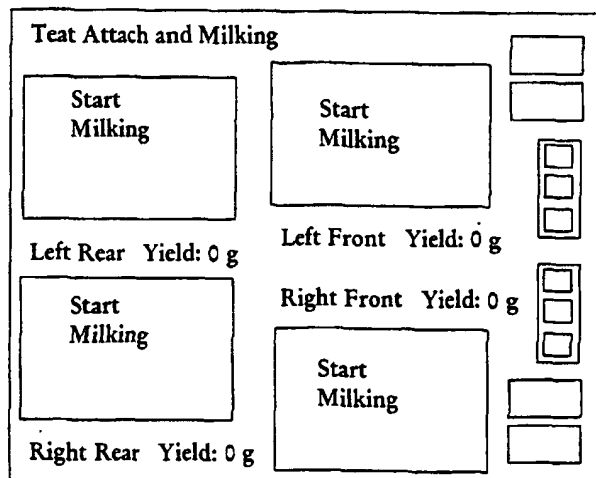 Teat Attach and Milking
Start
Milking
Start
Milking
Left Rear Yield: 0 g
Left Front Yield: 0 g
Start
Milking
Right Front Yield: 0 g
Start
Milking
Right Rear Yield: 0 g